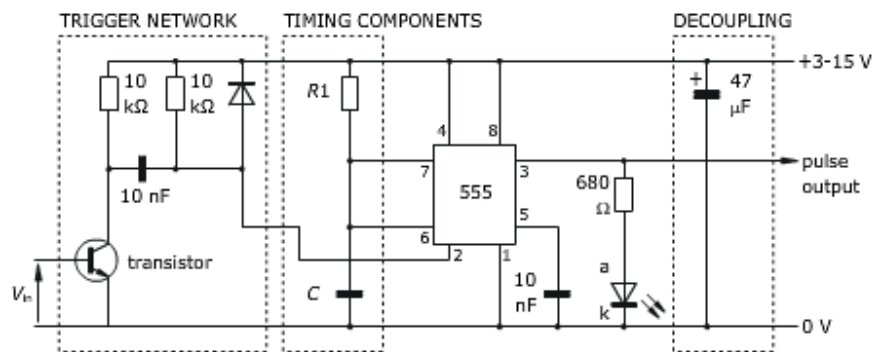 TRIGGER NETWORK
TIMING COMPONENTS
DECOUPLING
10 kΩ
10 kΩ
R1
+3-15 V
+ 47 µF
4
8
7
3
555
680 Ω
pulse output
10 nF
6
5
2
1
transistor
Vin
C
10 nF
a
k
0 V